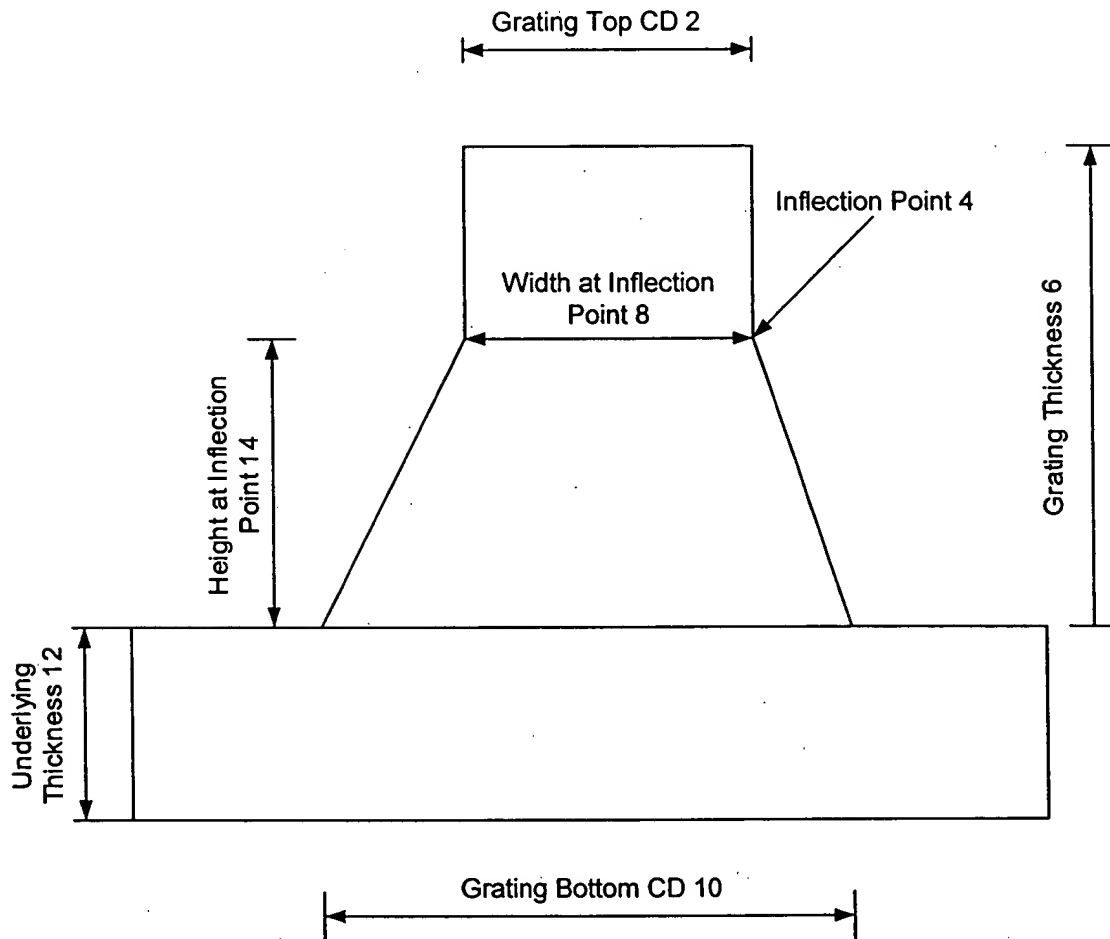 Grating Top CD 2
Inflection Point 4
Width at Inflection
Point 8
Grating Thickness 6
Height at Inflection
Point 14
Underlying
Thickness 12
Grating Bottom CD 10